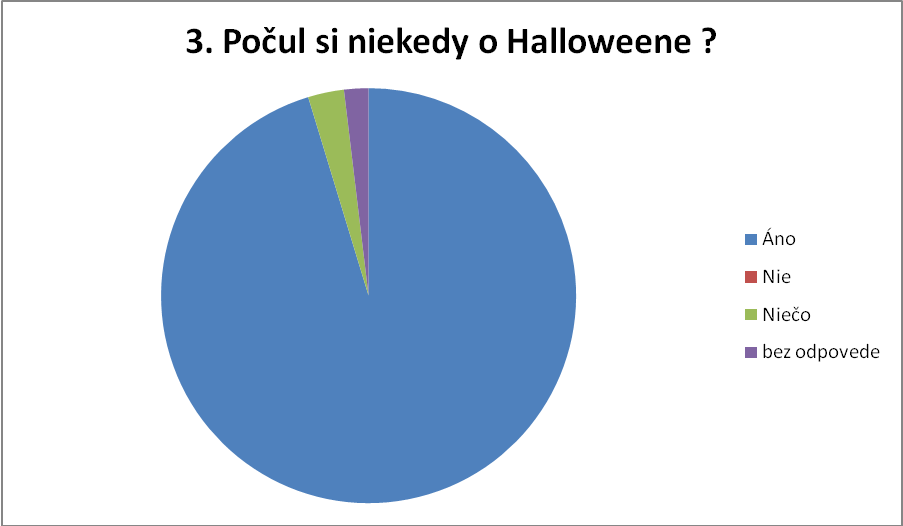 3. Počul si niekedy o Halloweene ?
Áno
Nie
Niečo
bez odpovede